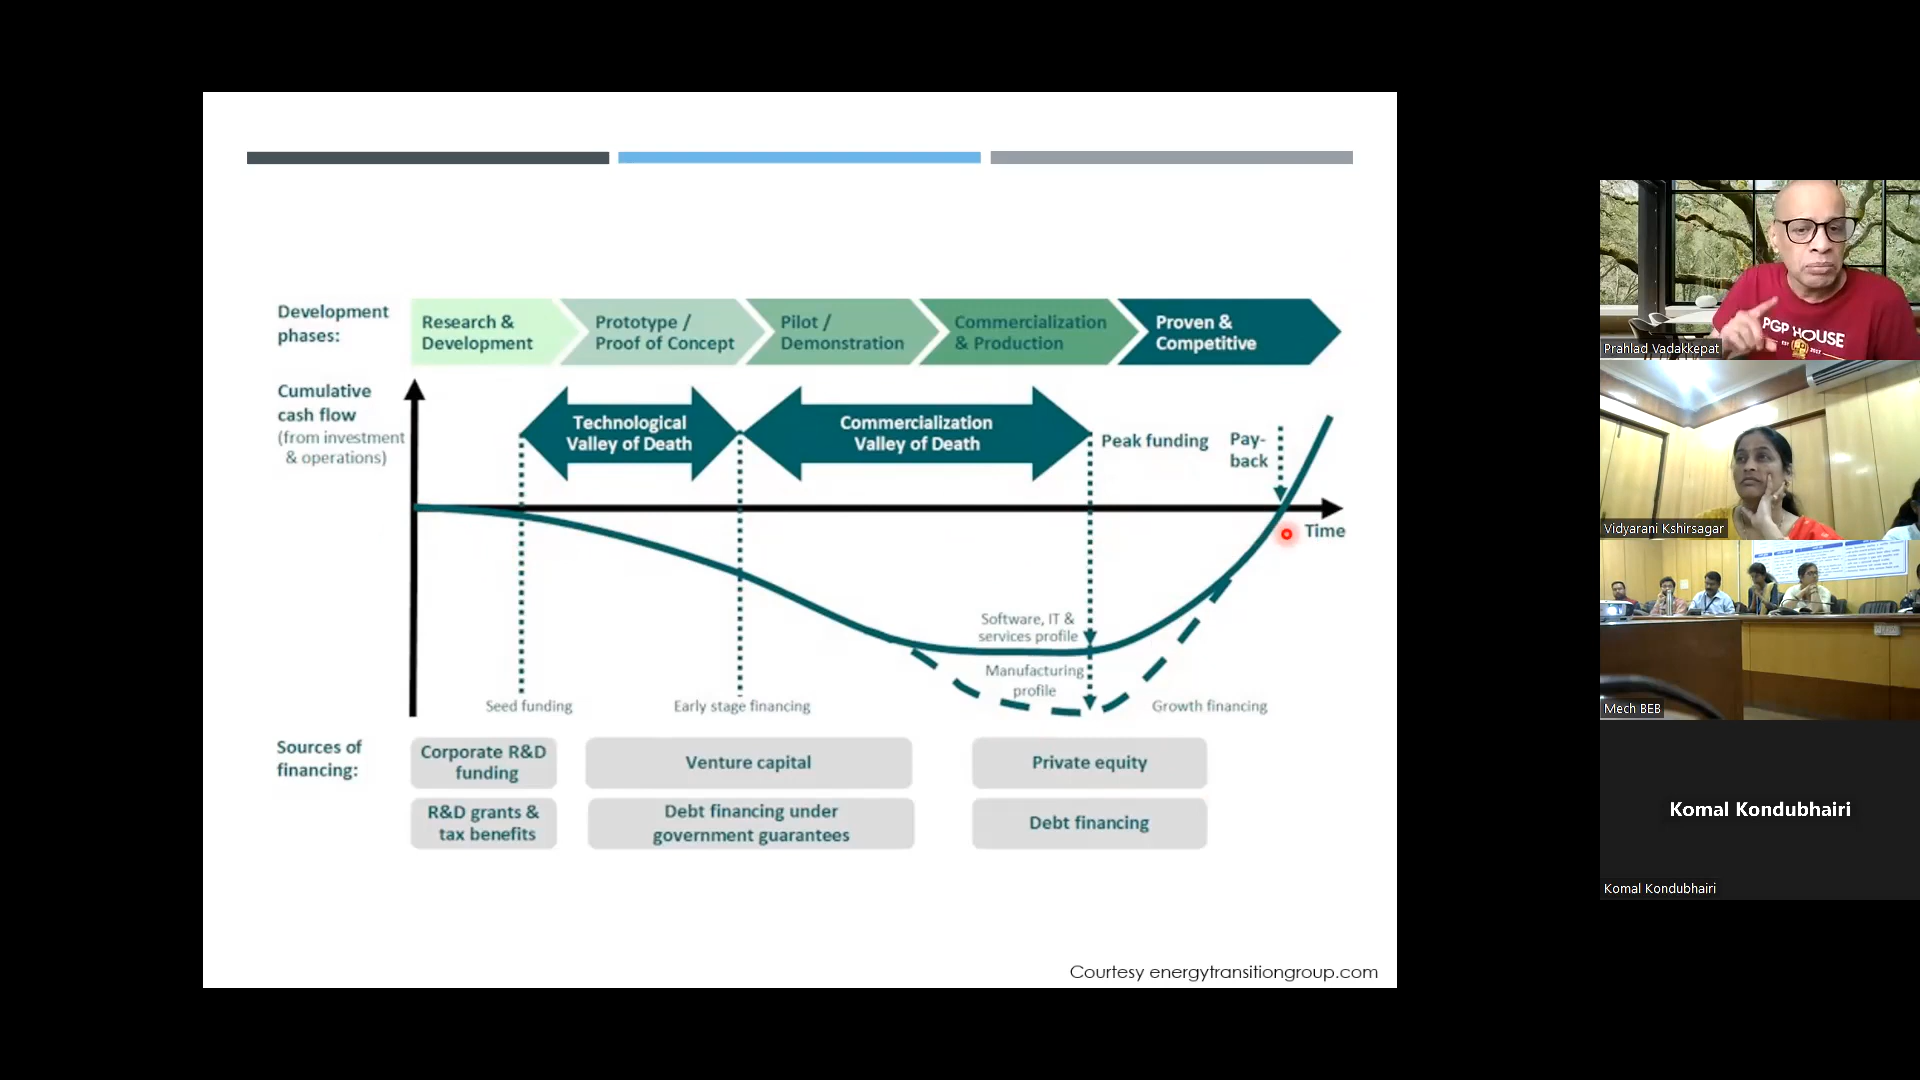 Development
phases:
Research &
Development
Prototype /
Proof of Concept
Pilot /
Demonstration
Commercialization
& Production
Proven &
Competitive
Cumulative
cash flow
(from investment
& operations)
Technological
Valley of Death
Commercialization
Valley of Death
Peak funding
Pay-
back
Time
Software, IT &
services profile
Manufacturing
profile
Seed funding
Early stage financing
Growth financing
Sources of
financing:
Corporate R&D
funding
Venture capital
Private equity
R&D grants &
tax benefits
Debt financing under
government guarantees
Debt financing
Courtesy energytransitiongroup.com
PGP HOUSE
Prahlad Vadakkepat
Vidyarani Kshirsagar
Mech BEB
Komal Kondubhairi
Komal Kondubhairi